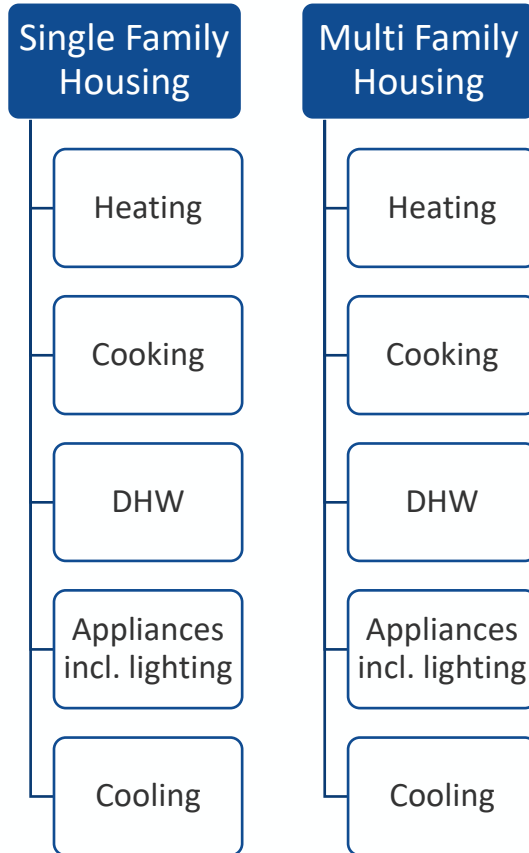 Single Family
Housing
Heating
Cooking
DHW
Appliances
incl. lighting
Cooling
Multi Family
Housing
Heating
Cooking
DHW
Appliances
incl. lighting
Cooling